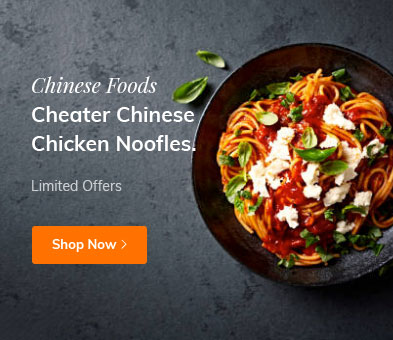 Chinese Foods
Cheater Chinese
Chicken Noofles.
Limited Offers
Shop Now >